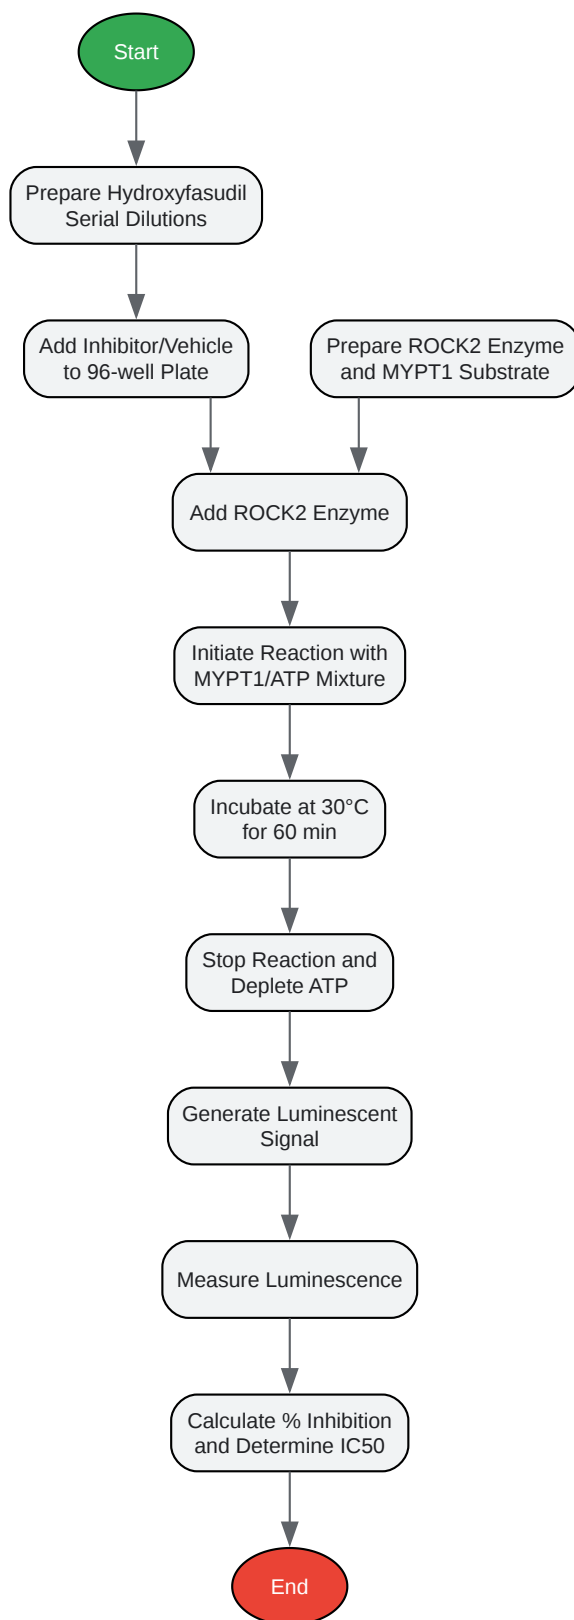 Start
Prepare Hydroxyfasudil
Serial Dilutions
Add Inhibitor/Vehicle
to 96-well Plate
Prepare ROCK2 Enzyme
and MYPT1 Substrate
Add ROCK2 Enzyme
Initiate Reaction with
MYPT1/ATP Mixture
Incubate at 30°C
for 60 min
Stop Reaction and
Deplete ATP
Generate Luminescent
Signal
Measure Luminescence
Calculate % Inhibition
and Determine IC50
End